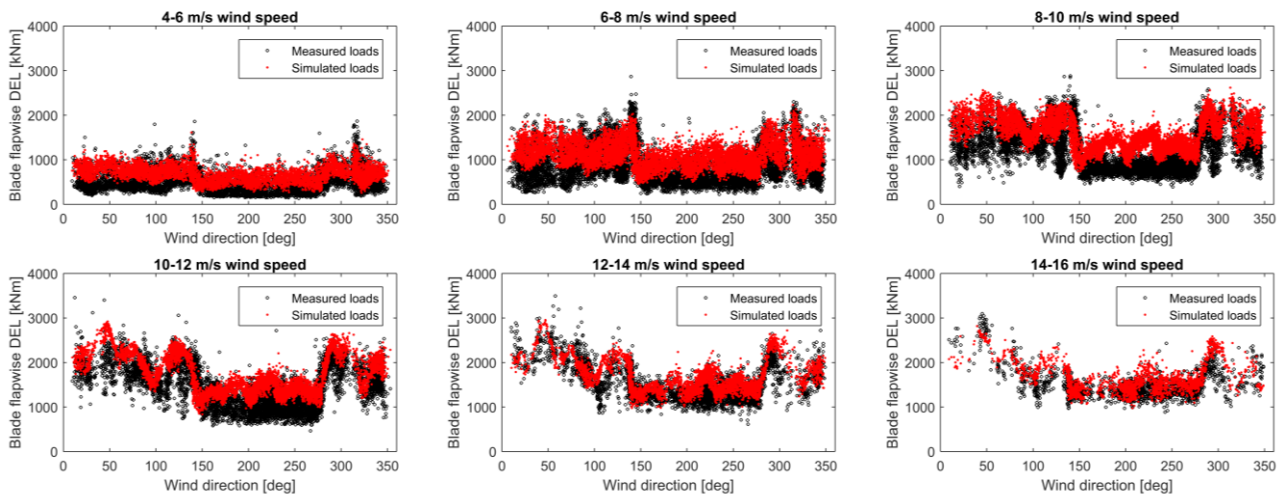 4-6 m/s wind speed
Blade flapwise DEL [kNm]
4000
3000
2000
1000
0
Measured loads
Simulated loads
0 50 100 150 200 250 300 350
Wind direction [deg]
6-8 m/s wind speed
Blade flapwise DEL [kNm]
4000
3000
2000
1000
0
Measured loads
Simulated loads
0 50 100 150 200 250 300 350
Wind direction [deg]
8-10 m/s wind speed
Blade flapwise DEL [kNm]
4000
3000
2000
1000
0
Measured loads
Simulated loads
0 50 100 150 200 250 300 350
Wind direction [deg]
10-12 m/s wind speed
Blade flapwise DEL [kNm]
4000
3000
2000
1000
0
Measured loads
Simulated loads
0 50 100 150 200 250 300 350
Wind direction [deg]
12-14 m/s wind speed
Blade flapwise DEL [kNm]
4000
3000
2000
1000
0
Measured loads
Simulated loads
0 50 100 150 200 250 300 350
Wind direction [deg]
14-16 m/s wind speed
Blade flapwise DEL [kNm]
4000
3000
2000
1000
0
Measured loads
Simulated loads
0 50 100 150 200 250 300 350
Wind direction [deg]